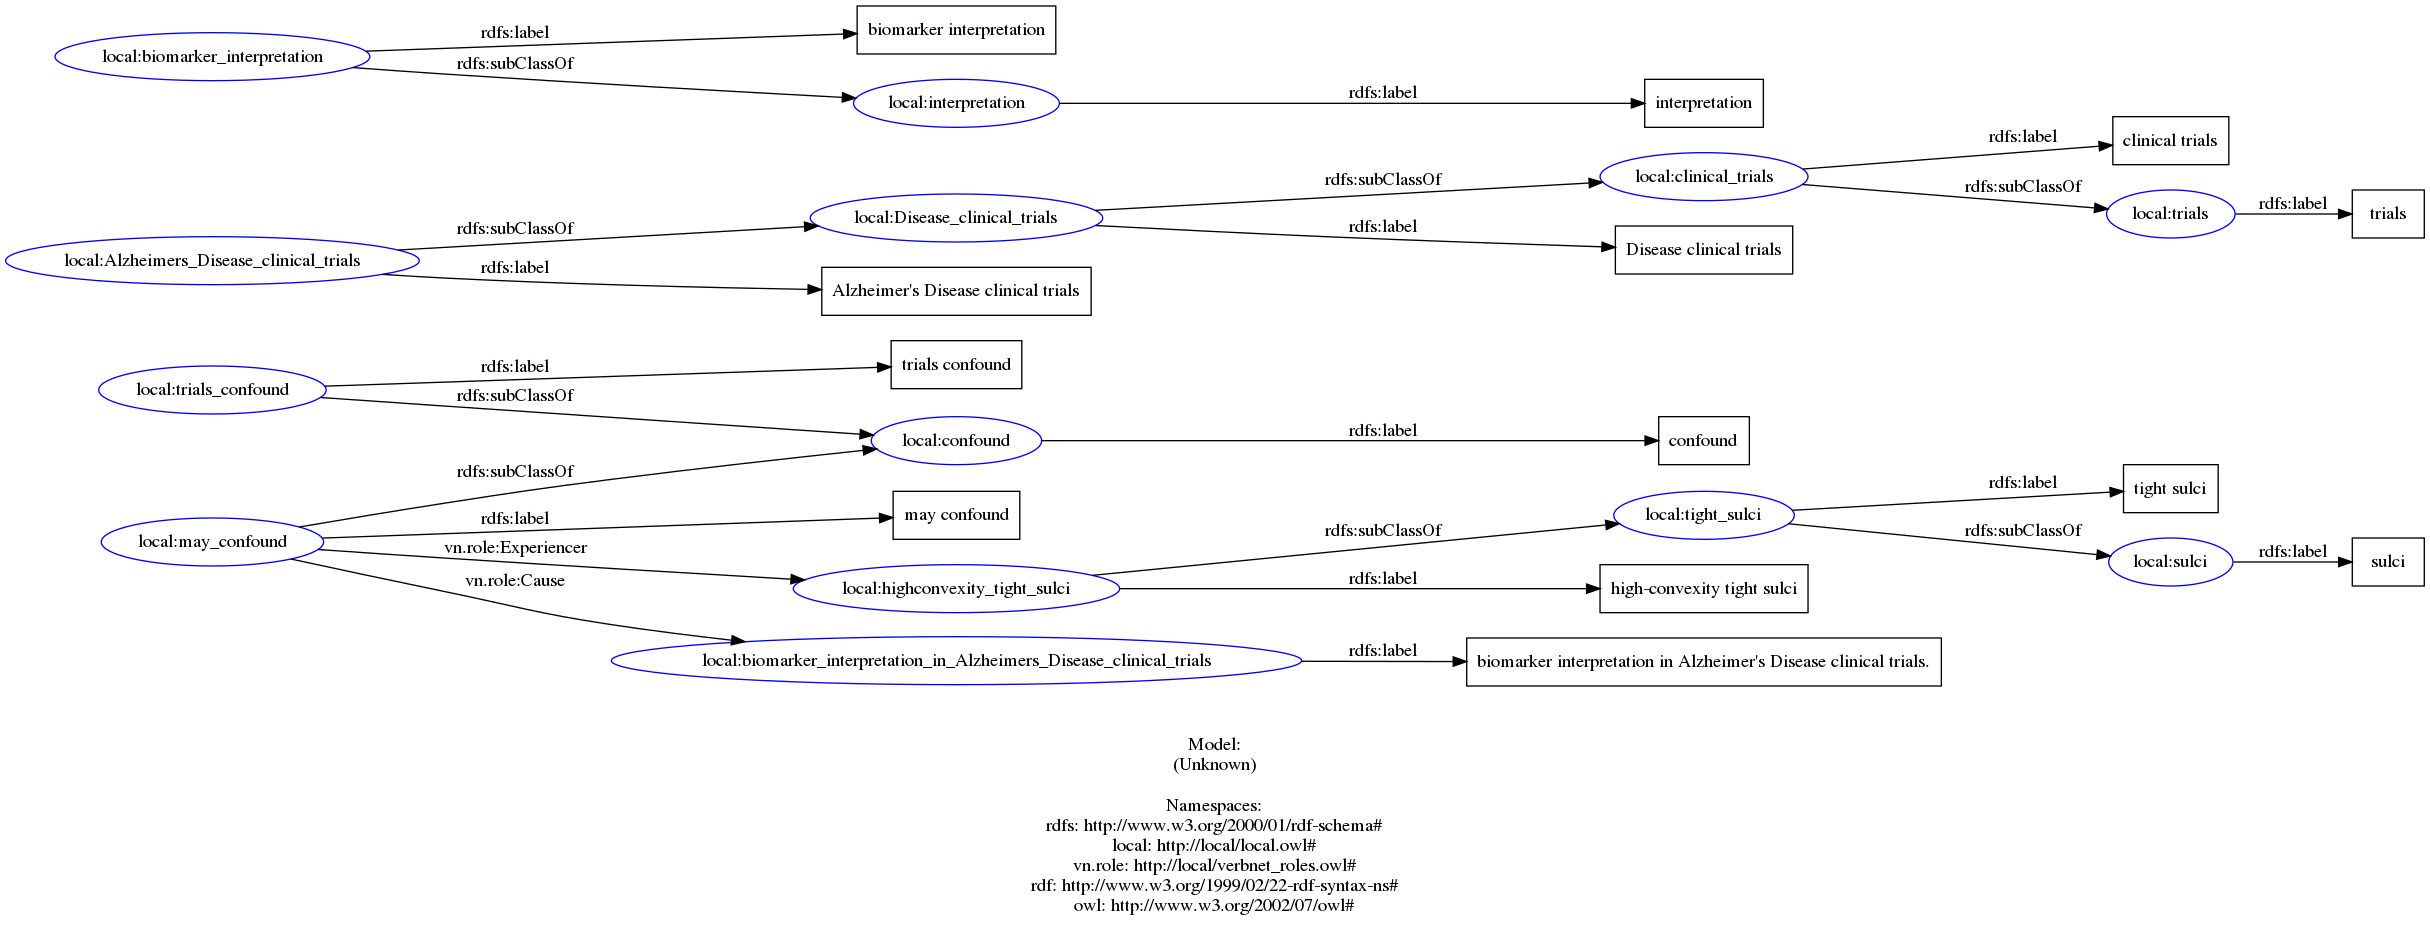 rdfs:label
biomarker interpretation
local:biomarker_interpretation
rdfs:subClassOf
local:interpretation
rdfs:label
interpretation
rdfs:label
clinical trials
local:clinical_trials
rdfs:subClassOf
rdfs:subClassOf
local:trials
rdfs:label
trials
local:Disease_clinical_trials
rdfs:subClassOf
rdfs:label
Disease clinical trials
local:Alzheimers_Disease_clinical_trials
rdfs:label
Alzheimer's Disease clinical trials
rdfs:label
trials confound
local:trials_confound
rdfs:subClassOf
local:confound
rdfs:label
confound
rdfs:subClassOf
rdfs:label
may confound
local:may_confound
vn.role:Experiencer
rdfs:subClassOf
local:tight_sulci
rdfs:label
tight sulci
rdfs:subClassOf
local:sulci
rdfs:label
sulci
local:highconvexity_tight_sulci
rdfs:label
high-convexity tight sulci
vn.role:Cause
local:biomarker_interpretation_in_Alzheimers_Disease_clinical_trials
rdfs:label
biomarker interpretation in Alzheimer's Disease clinical trials.
Model:
(Unknown)
Namespaces:
rdfs: http://www.w3.org/2000/01/rdf-schema#
local: http://local/local.owl#
vn.role: http://local/verbnet_roles.owl#
rdf: http://www.w3.org/1999/02/22-rdf-syntax-ns#
owl: http://www.w3.org/2002/07/owl#